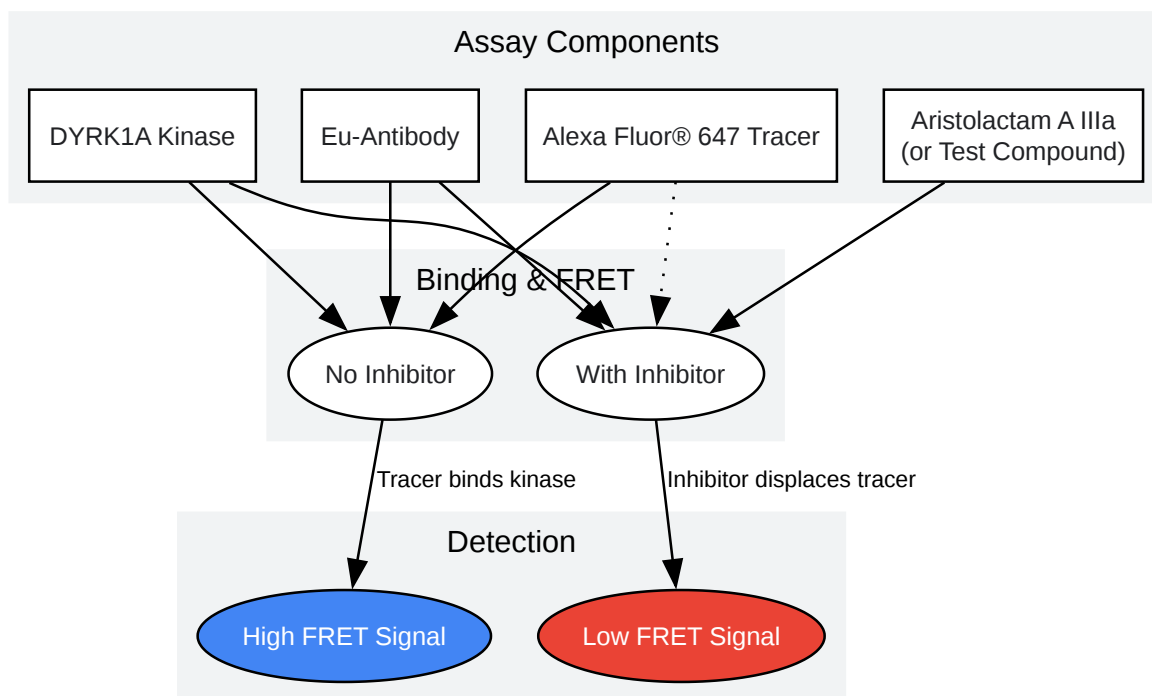 Assay Components
DYRK1A Kinase
Eu-Antibody
Alexa Fluor® 647 Tracer
Aristolactam A IIIa
(or Test Compound)
Binding & FRET
No Inhibitor
With Inhibitor
Tracer binds kinase
Inhibitor displaces tracer
Detection
High FRET Signal
Low FRET Signal